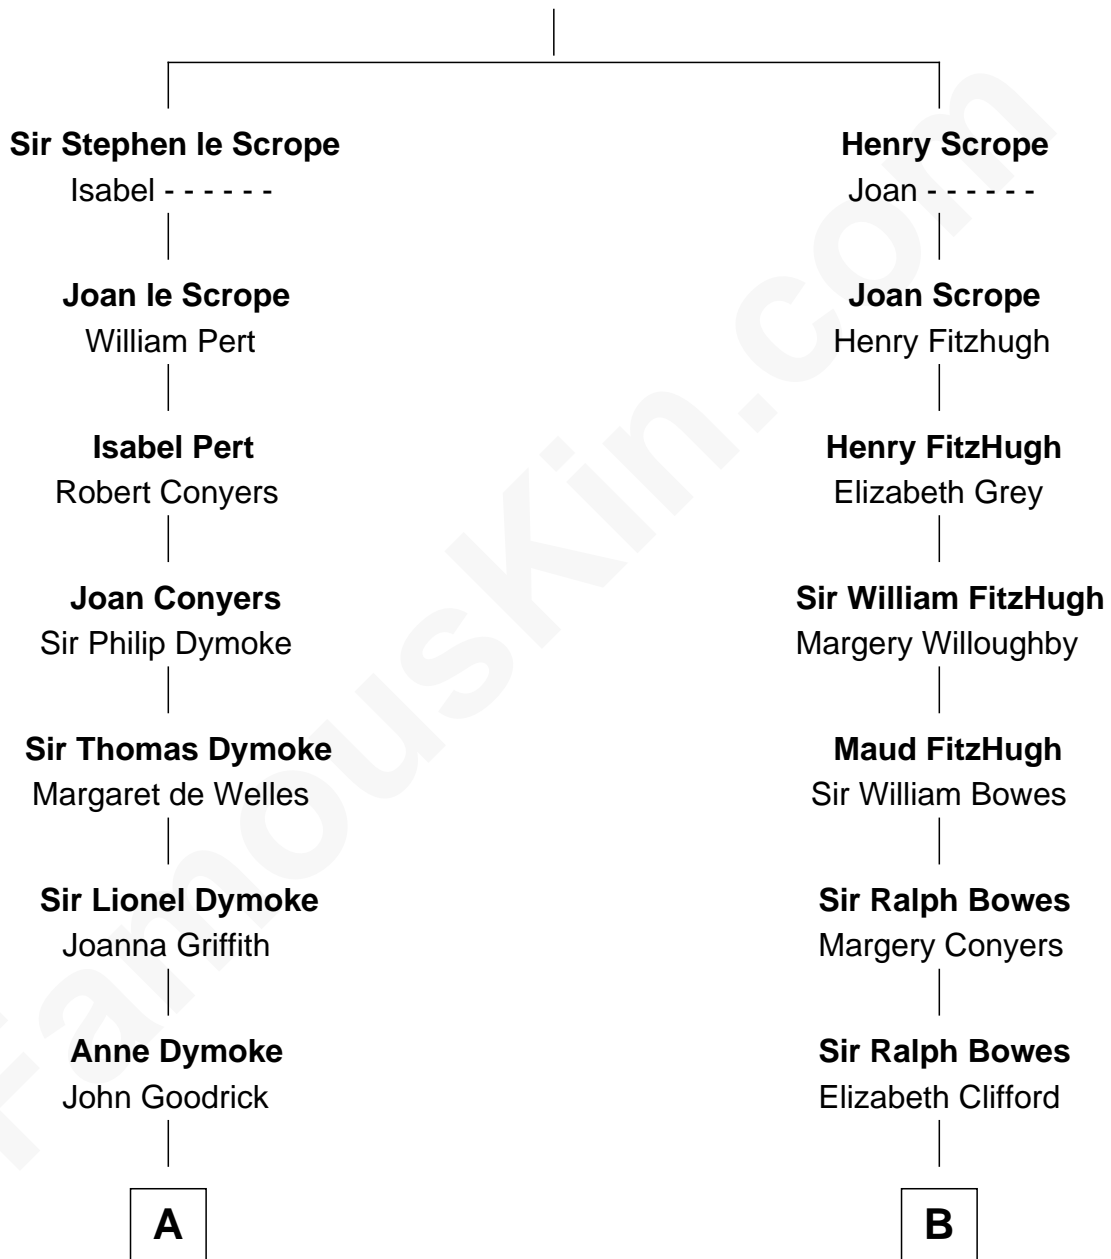 Sir Stephen le Scrope
Isabel - - - - - -
Joan le Scrope
William Pert
Isabel Pert
Robert Conyers
Joan Conyers
Sir Philip Dymoke
Sir Thomas Dymoke
Margaret de Welles
Sir Lionel Dymoke
Joanna Griffith
Anne Dymoke
John Goodrick
A
Henry Scrope
Joan - - - - - -
Joan Scrope
Henry Fitzhugh
Henry FitzHugh
Elizabeth Grey
Sir William FitzHugh
Margery Willoughby
Maud FitzHugh
Sir William Bowes
Sir Ralph Bowes
Margery Conyers
Sir Ralph Bowes
Elizabeth Clifford
B
FamousKin.com